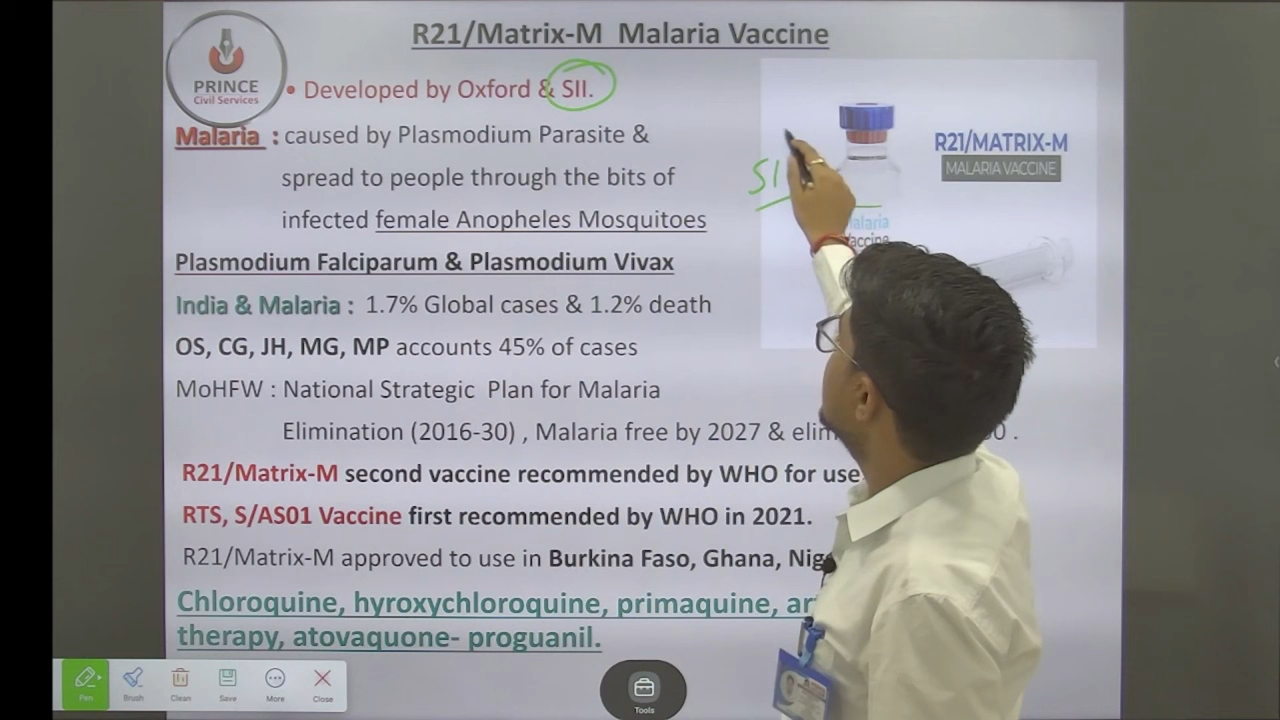 R21/Matrix-M Malaria Vaccine
PRINCE
Civil Services
• Developed by Oxford & SII.
Malaria : caused by Plasmodium Parasite &
spread to people through the bits of
infected female Anopheles Mosquitoes
Plasmodium Falciparum & Plasmodium Vivax
India & Malaria : 1.7% Global cases & 1.2% death
OS, CG, JH, MG, MP accounts 45% of cases
MoHFW : National Strategic Plan for Malaria
Elimination (2016-30) , Malaria free by 2027 &
R21/Matrix-M second vaccine recommended by WHO for use
RTS, S/AS01 Vaccine first recommended by WHO in 2021.
R21/Matrix-M approved to use in Burkina Faso, Ghana,
Chloroquine, hyroxychloroquine, primaquine,
therapy, atovaquone- proguanil.
SI
R21/MATRIX-M
MALARIA VACCINE
Pen
Brush
Clean
Save
More
Close
Tools